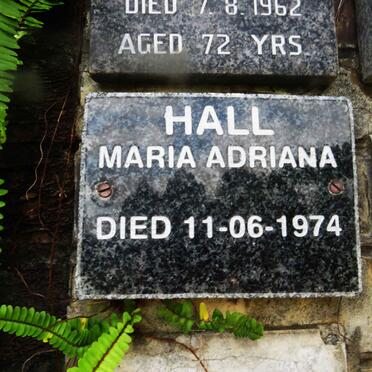 DIED 7.8.1962
AGED 72 YRS.
HALL
MARIA ADRIANA
DIED 11-06-1974